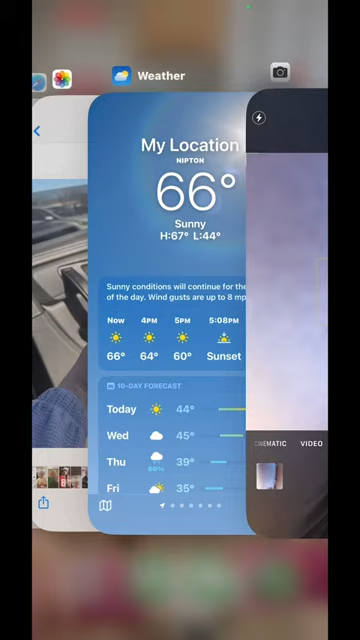 Weather
My Location
NIPTON
66°
Sunny
H:67° L:44°
Sunny conditions will continue for the
of the day. Wind gusts are up to 8 mp
Now 4PM 5PM 5:08PM
66° 64° 60° Sunset
10-DAY FORECAST
Today 44°
Wed 45°
Thu 39°
80%
Fri 35°
NEMATIC VIDEO